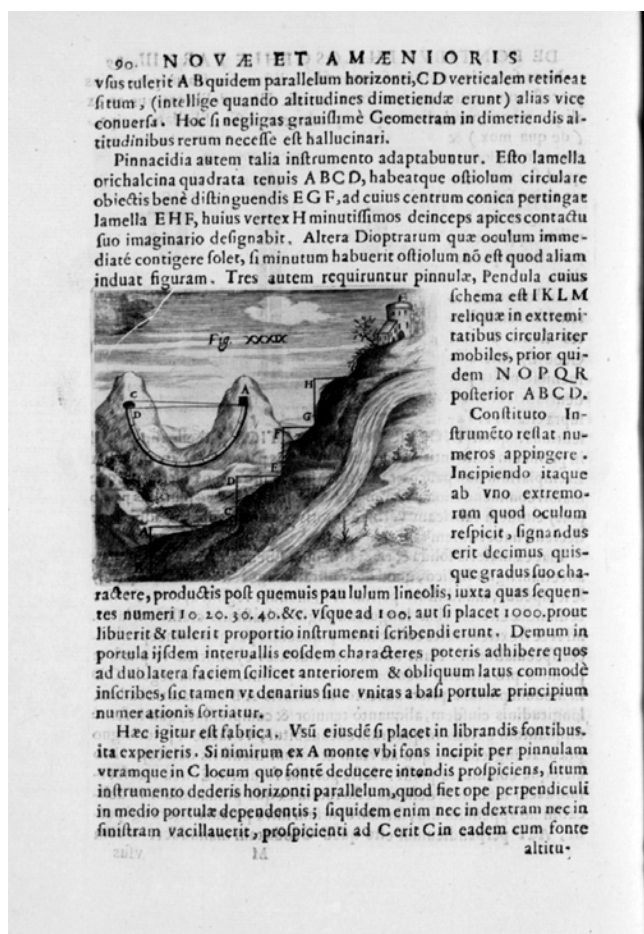 90. NOVÆ ET AMÆNIORIS
vſus tulerit A B quidem parallelum horizonti, C D verticalem retineat
ſitum, (intellige quando altitudines dimetiendæ erunt) alias vice
conuerſa. Hoc ſi negligas grauiſſimè Geometram in dimetiendis al-
titudinibus rerum neceſſe eſt hallucinari.
Pinnacidia autem talia inſtrumento adaptabuntur. Eſto lamella
orichalcina quadrata tenuis A B C D, habeatque oſtiolum circulare
obiectis benè diſtinguendis E G F, ad cuius centrum conica pertingat
lamella E H F, huius vertex H minutiſſimos deinceps apices contactu
ſuo imaginario deſignabit. Altera Dioptrarum quæ oculum imme-
diatè contigere ſolet, ſi minutum habuerit oſtiolum nō eſt quod aliam
induat figuram. Tres autem requiruntur pinnulæ, Pendula cuius
ſchema eſt I K L M
reliquæ in extremi-
tatibus circulariter
mobiles, prior qui-
dem N O P Q R
poſterior A B C D.
Conſtituto In-
ſtrumēto reſtat nu-
meros appingere.
Incipiendo itaque
ab vno extremo-
rum quod oculum
reſpicit, ſignandus
erit decimus quis-
que gradus ſuo cha-
Fig. XXXIX
C
D
A
H
G
F
E
D
C
A
ractere, productis poſt quemuis paululum lineolis, iuxta quas ſequen-
tes numeri 10. 20. 30. 40. &c. vſque ad 100. aut ſi placet 1000. prout
libuerit & tulerit proportio inſtrumenti ſcribendi erunt. Demum in
portula ijſdem interuallis eoſdem characteres poteris adhibere quos
ad duo latera faciem ſcilicet anteriorem & obliquum latus commodè
inſcribes, ſic tamen vt denarius ſiue vnitas a baſi portulæ principium
numerationis ſortiatur.
Hæc igitur eſt fabrica. Vſū eiuſdē ſi placet in librandis fontibus.
ita experieris. Si nimirum ex A monte vbi fons incipit per pinnulam
vtramque in C locum quo fontē deducere intendis proſpiciens, ſitum
inſtrumento dederis horizonti parallelum, quod fiet ope perpendiculi
in medio portulæ dependentis; ſiquidem enim nec in dextram nec in
ſiniſtram vacillauerit, proſpicienti ad C erit C in eadem cum fonte
altitu-